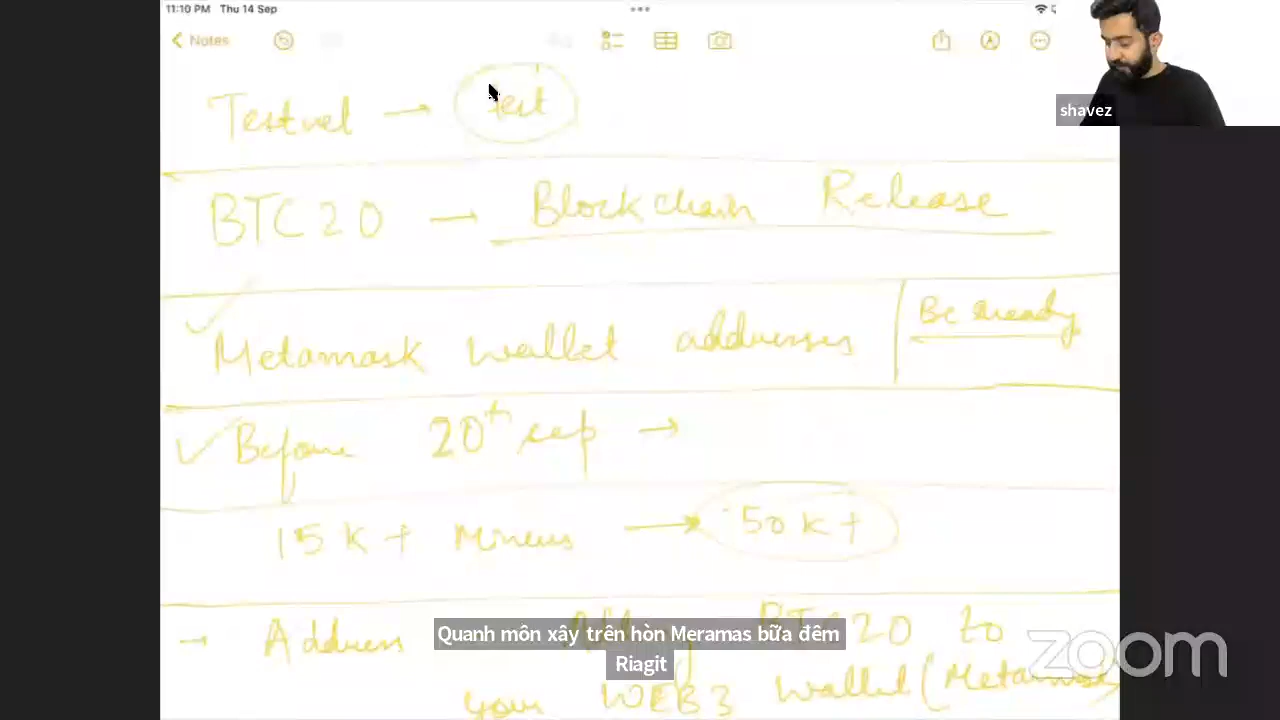 11:10 PM Thu 14 Sep
Notes
shavez
Testnet → Test
BTC20 → Blockchain Release
Metamask wallet addresses | Be ready
Before 20th sep →
15K+ Miners → 50K+
→ Address BTC20 to
your WEB3 wallet (Metamask)
Quanh môn xây trên hòn Meramas bữa đêm
Riagit
zoom